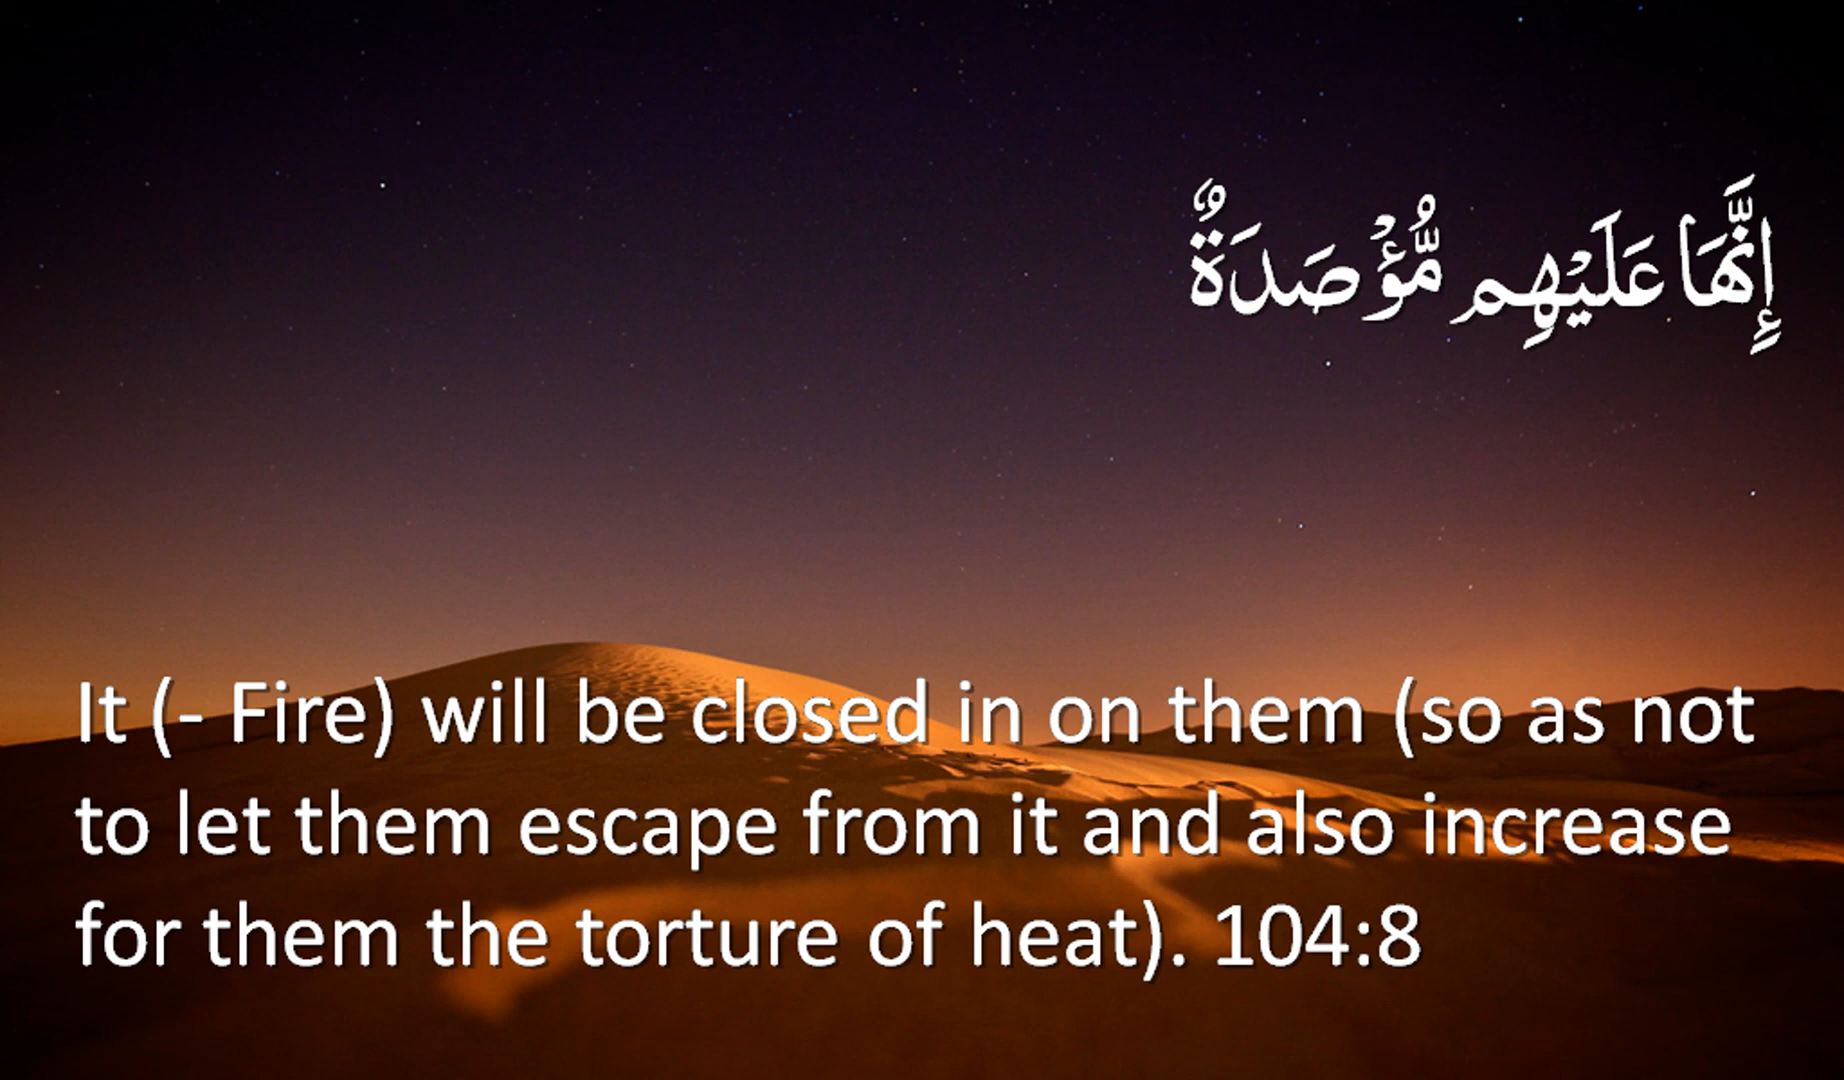 إِنَّهَا عَلَيْهِم مُّؤْصَدَةٌ
It (- Fire) will be closed in on them (so as not
to let them escape from it and also increase
for them the torture of heat). 104:8